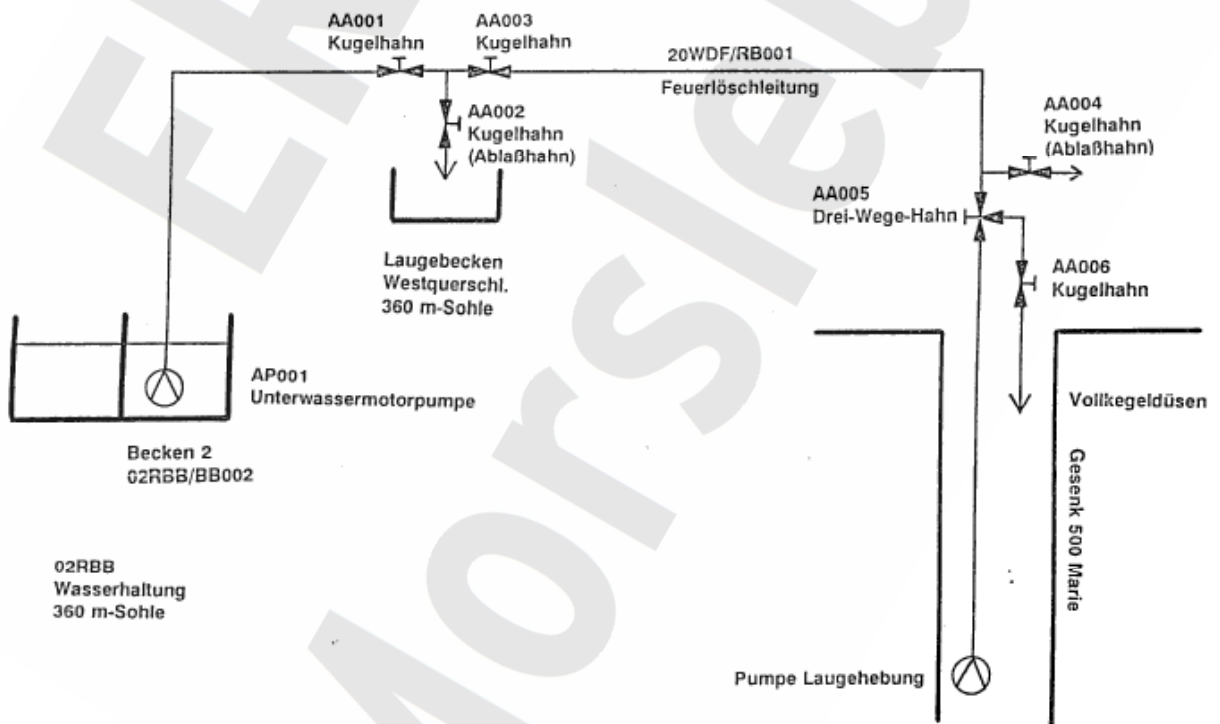 AA001
Kugelhahn
AA003
Kugelhahn
20WDF/RB001
Feuerlöschleitung
AA002
Kugelhahn
(Ablaßhahn)
AA004
Kugelhahn
(Ablaßhahn)
AA005
Drei-Wege-Hahn
Laugebecken
Westquerschl.
360 m-Sohle
AA006
Kugelhahn
AP001
Unterwassermotorpumpe
Vollkegeldüsen
Becken 2
02RBB/BB002
Gesenk 500 Marie
02RBB
Wasserhaltung
360 m-Sohle
Pumpe Laugehebung